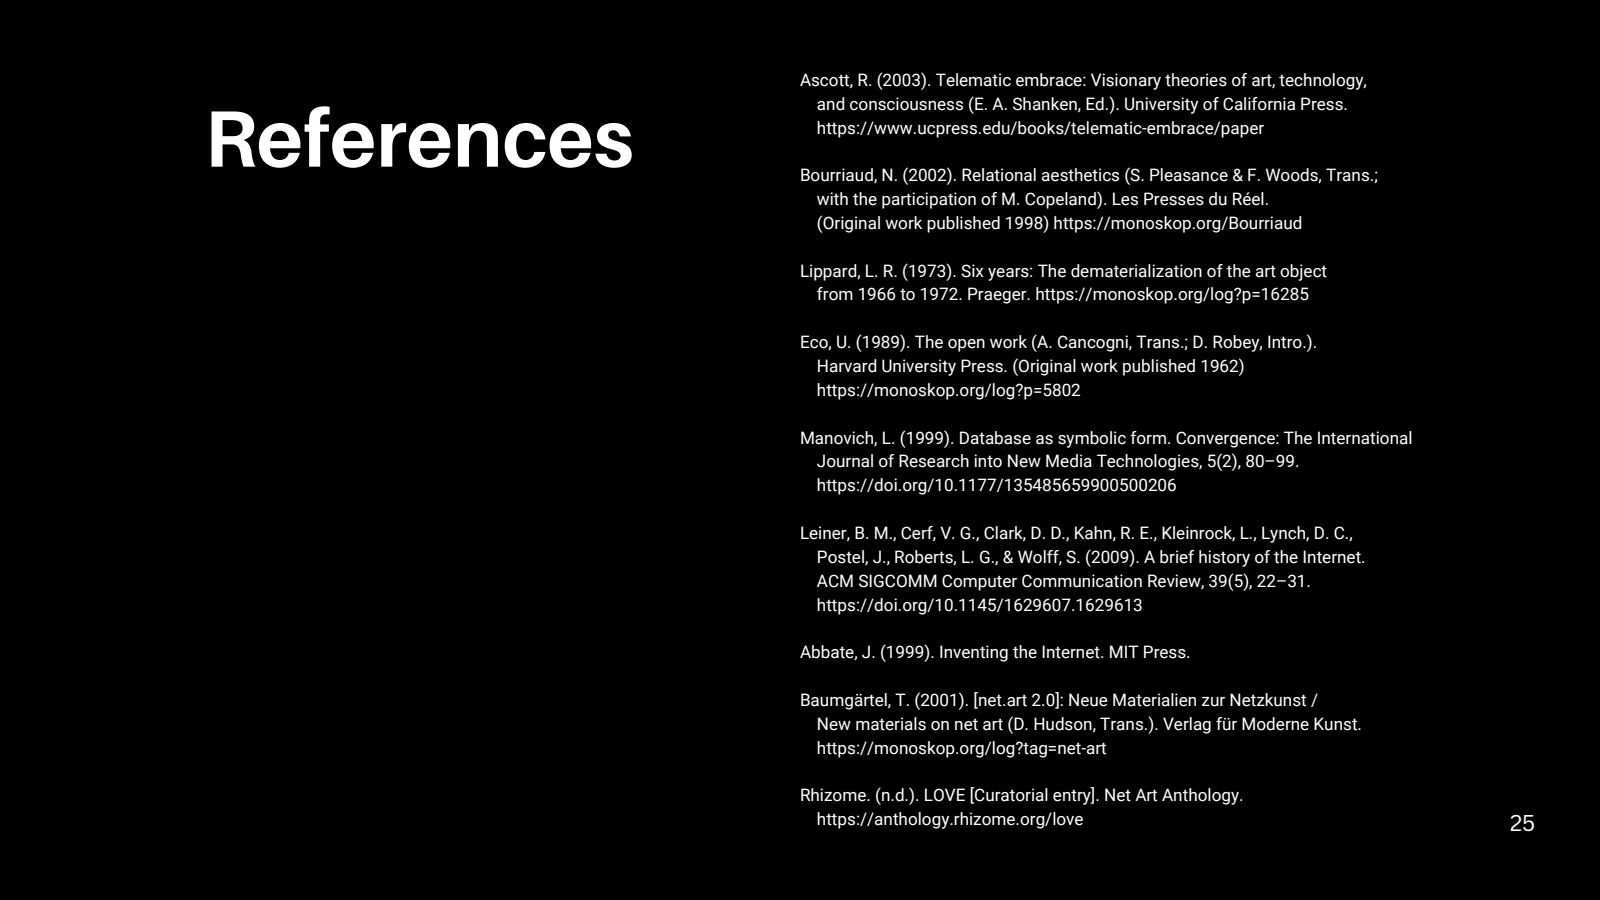 References
Ascott, R. (2003). Telematic embrace: Visionary theories of art, technology,
and consciousness (E. A. Shanken, Ed.). University of California Press.
https://www.ucpress.edu/books/telematic-embrace/paper
Bourriaud, N. (2002). Relational aesthetics (S. Pleasance & F. Woods, Trans.;
with the participation of M. Copeland). Les Presses du Réel.
(Original work published 1998) https://monoskop.org/Bourriaud
Lippard, L. R. (1973). Six years: The dematerialization of the art object
from 1966 to 1972. Praeger. https://monoskop.org/log?p=16285
Eco, U. (1989). The open work (A. Cancogni, Trans.; D. Robey, Intro.).
Harvard University Press. (Original work published 1962)
https://monoskop.org/log?p=5802
Manovich, L. (1999). Database as symbolic form. Convergence: The International
Journal of Research into New Media Technologies, 5(2), 80–99.
https://doi.org/10.1177/135485659900500206
Leiner, B. M., Cerf, V. G., Clark, D. D., Kahn, R. E., Kleinrock, L., Lynch, D. C.,
Postel, J., Roberts, L. G., & Wolff, S. (2009). A brief history of the Internet.
ACM SIGCOMM Computer Communication Review, 39(5), 22–31.
https://doi.org/10.1145/1629607.1629613
Abbate, J. (1999). Inventing the Internet. MIT Press.
Baumgärtel, T. (2001). [net.art 2.0]: Neue Materialien zur Netzkunst /
New materials on net art (D. Hudson, Trans.). Verlag für Moderne Kunst.
https://monoskop.org/log?tag=net-art
Rhizome. (n.d.). LOVE [Curatorial entry]. Net Art Anthology.
https://anthology.rhizome.org/love
25